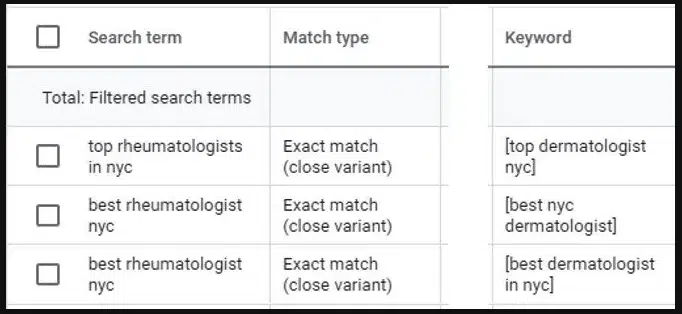 Search term Match type Keyword
Total: Filtered search terms
top rheumatologists Exact match [top dermatologist
in nyc (close variant) nyc]
best rheumatologist Exact match [best nyc
nyc (close variant) dermatologist]
best rheumatologist Exact match [best dermatologist
nyc (close variant) in nyc]